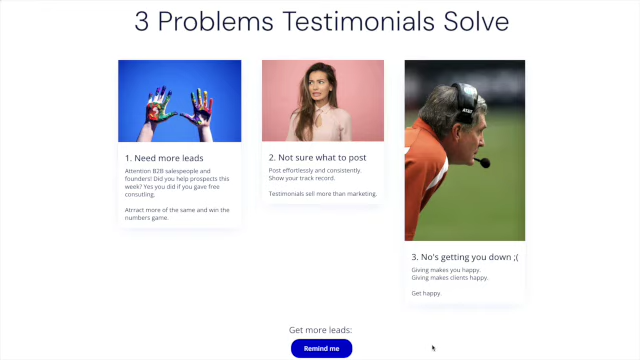 3 Problems Testimonials Solve
1. Need more leads
Attention B2B salespeople and
founders! Did you help prospects this
week? Yes you did if you gave free
consutling.
Atrract more of the same and win the
numbers game.
2. Not sure what to post
Post effortlessly and consistently.
Show your track record.
Testimonials sell more than marketing.
3. No's getting you down ;(
Giving makes you happy.
Giving makes clients happy.
Get happy.
Get more leads:
Remind me